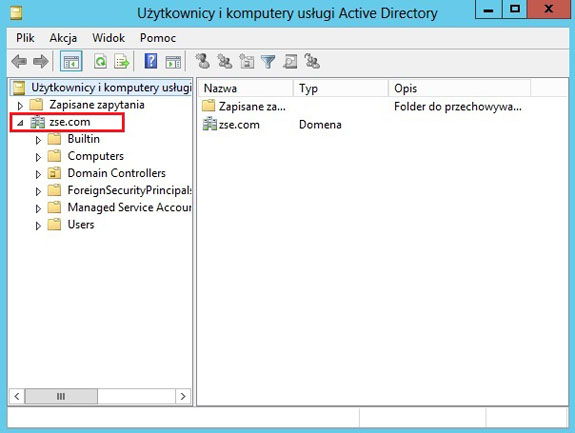 Użytkownicy i komputery usługi Active Directory
Plik Akcja Widok Pomoc
Użytkownicy i komputery usługi
Zapisane zapytania
zse.com
Builtin
Computers
Domain Controllers
ForeignSecurityPrincipals
Managed Service Accour
Users
Nazwa Typ Opis
Zapisane za... Folder do przechowywa...
zse.com Domena